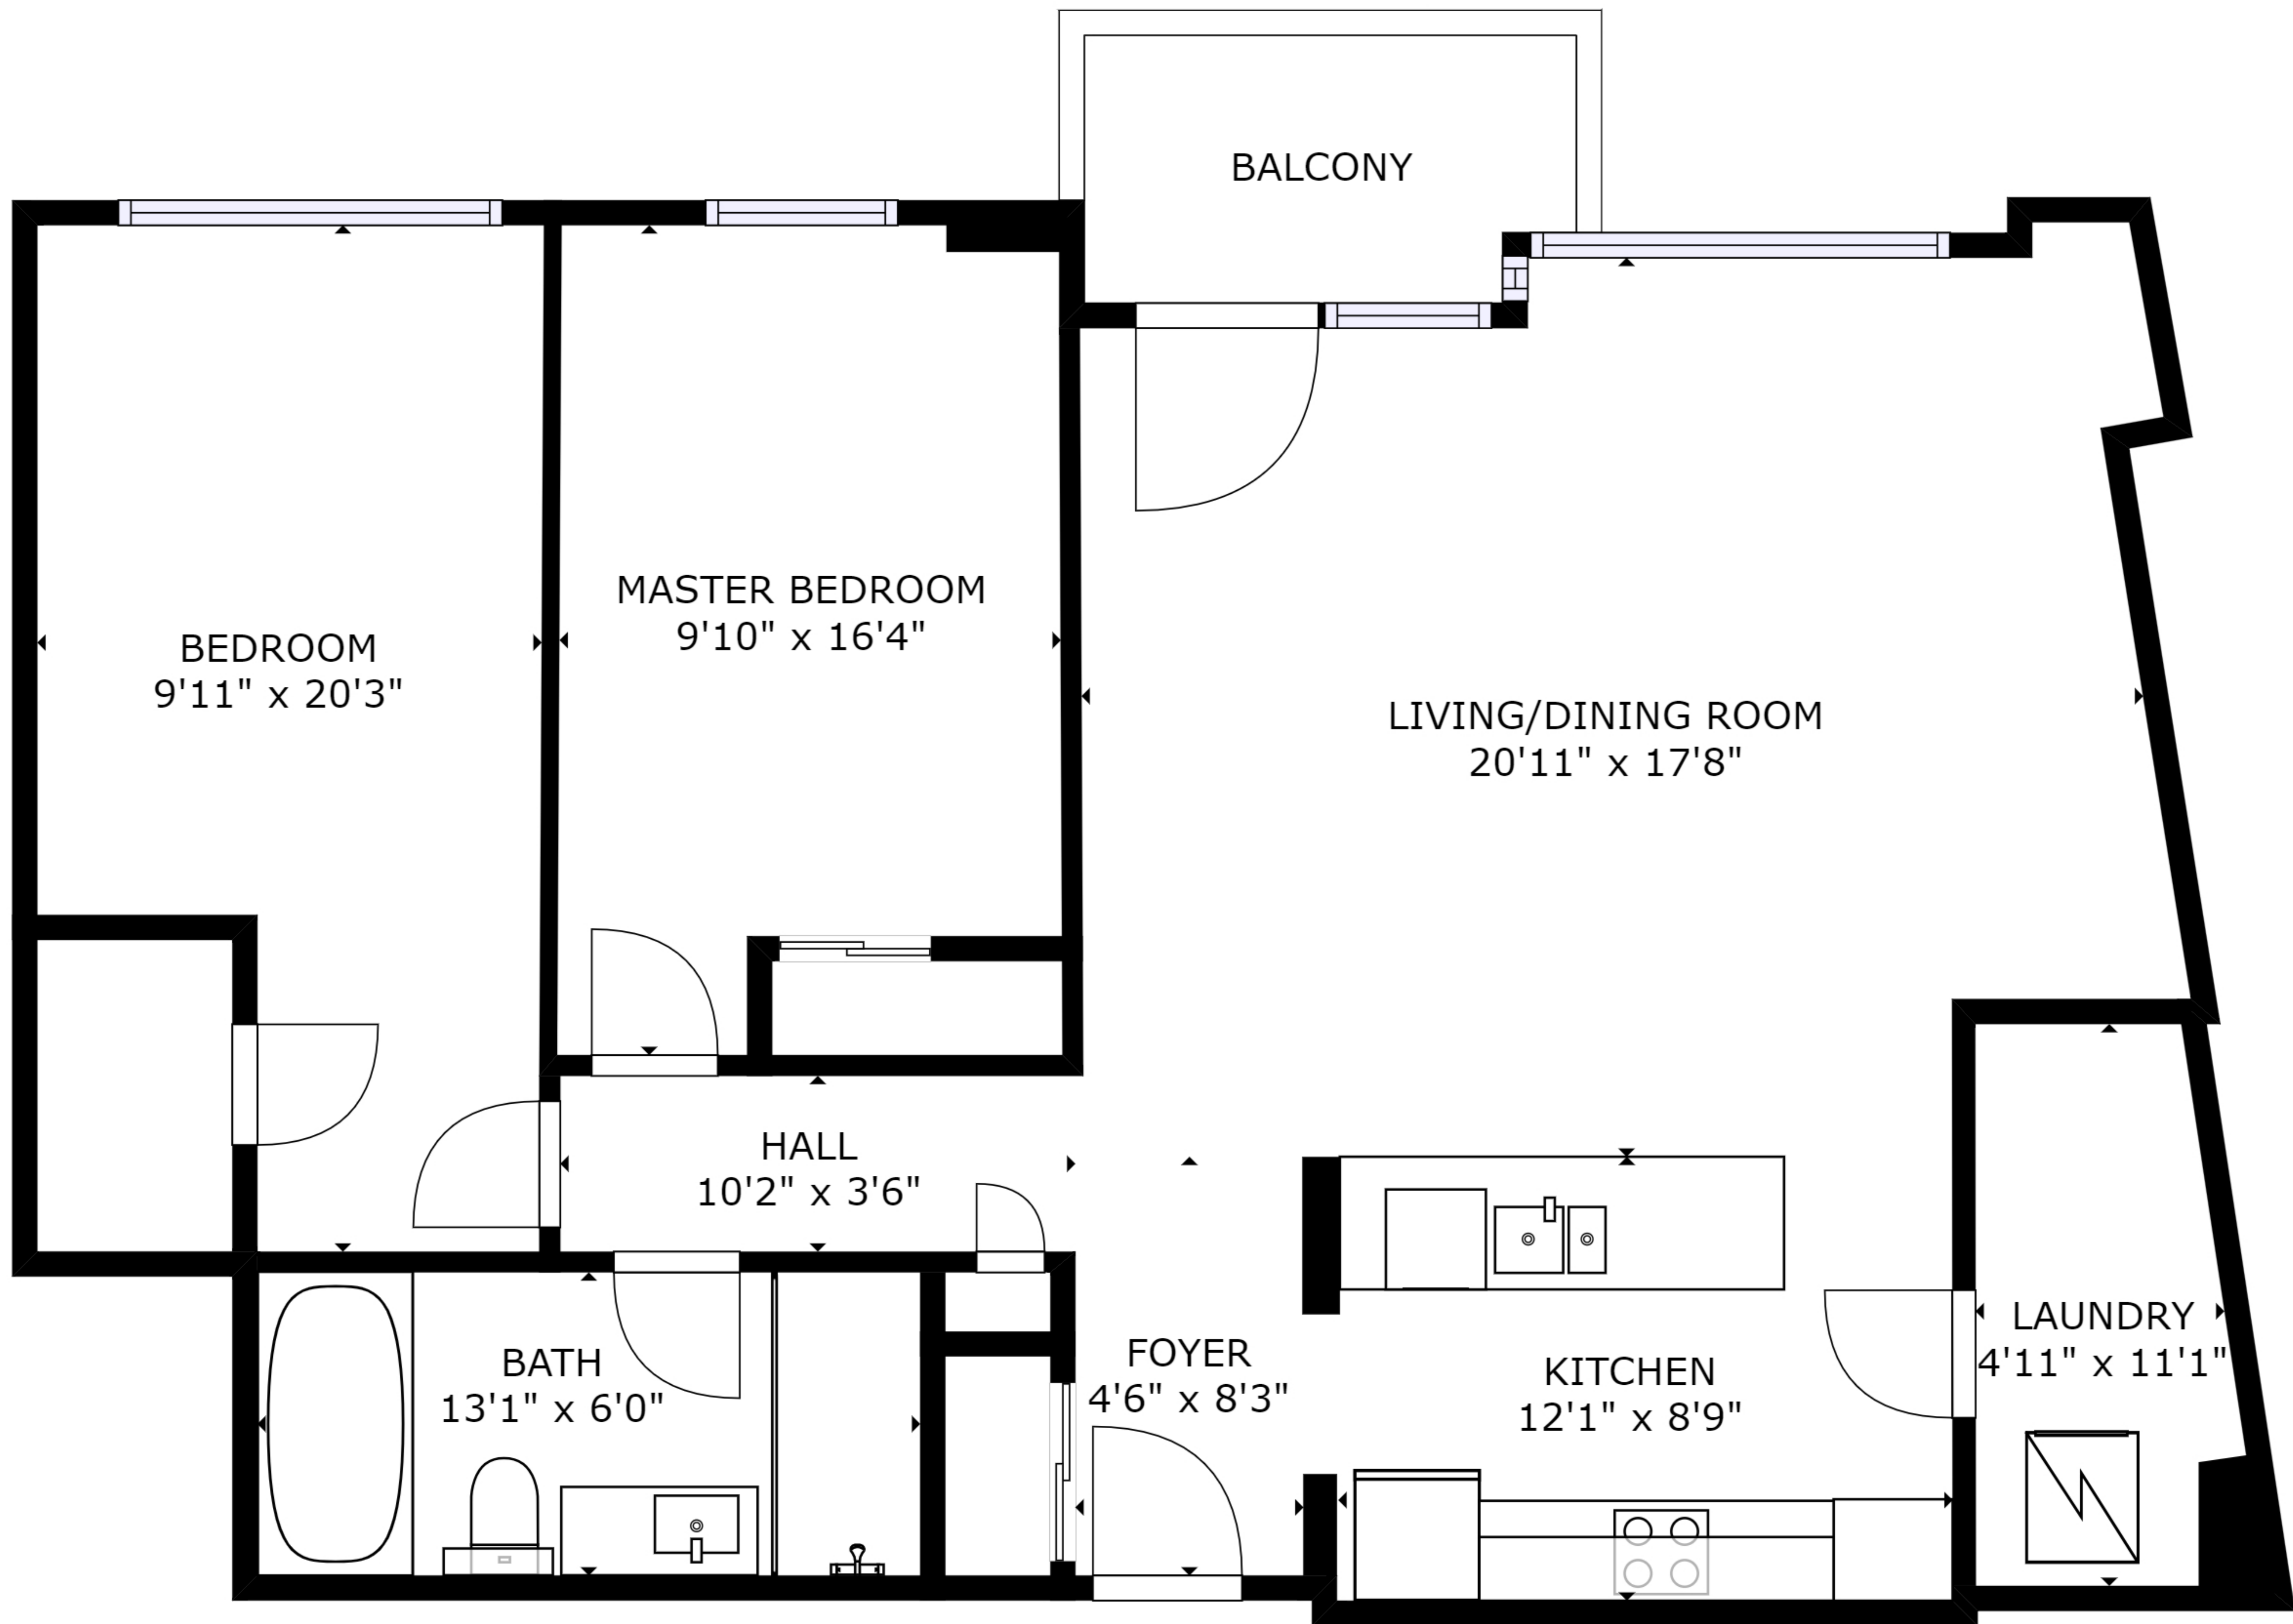 BALCONY
MASTER BEDROOM
9'10" x 16'4"
BEDROOM
9'11" x 20'3"
LIVING/DINING ROOM
20'11" x 17'8"
HALL
10'2" x 3'6"
LAUNDRY
4'11" x 11'1"
FOYER
4'6" x 8'3"
BATH
13'1" x 6'0"
KITCHEN
12'1" x 8'9"